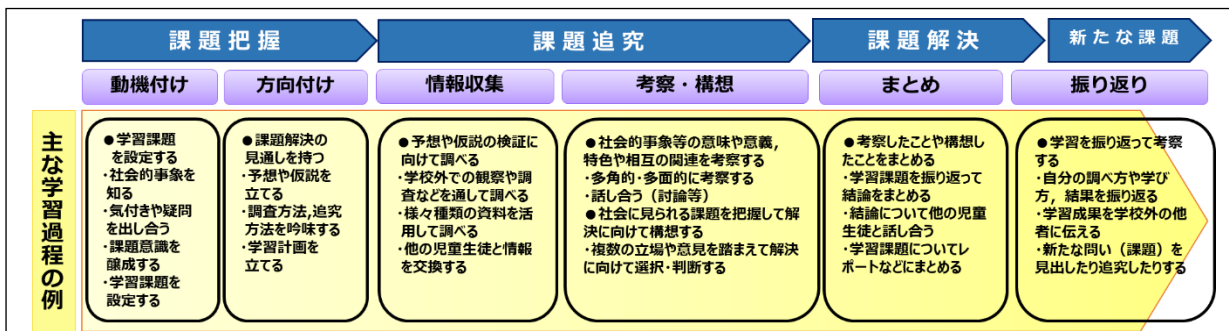 課題把握
課題追究
課題解決
新たな課題
動機付け
方向付け
情報収集
考察・構想
まとめ
振り返り
主な学習過程の例
●学習課題
を設定する
・社会的事象を
知る
・気付きや疑問
を出し合う
・課題意識を
醸成する
・学習課題を
設定する
●課題解決の
見通しを持つ
・予想や仮説を
立てる
・調査方法,追究
方法を吟味する
・学習計画を
立てる
●予想や仮説の検証に
向けて調べる
・学校外での観察や調
査などを通して調べる
・様々種類の資料を活
用して調べる
・他の児童生徒と情報
を交換する
●社会的事象等の意味や意義,
特色や相互の関連を考察する
・多角的・多面的に考察する
・話し合う（討論等）
●社会に見られる課題を把握して解
決に向けて構想する
・複数の立場や意見を踏まえて解決
に向けて選択・判断する
●考察したことや構想し
たことをまとめる
・学習課題を振り返って
結論をまとめる
・結論について他の児童
生徒と話し合う
・学習課題についてレ
ポートなどにまとめる
●学習を振り返って考察
する
・自分の調べ方や学び
方，結果を振り返る
・学習成果を学校外の他
者に伝える
・新たな問い（課題）を
見出したり追究したりする